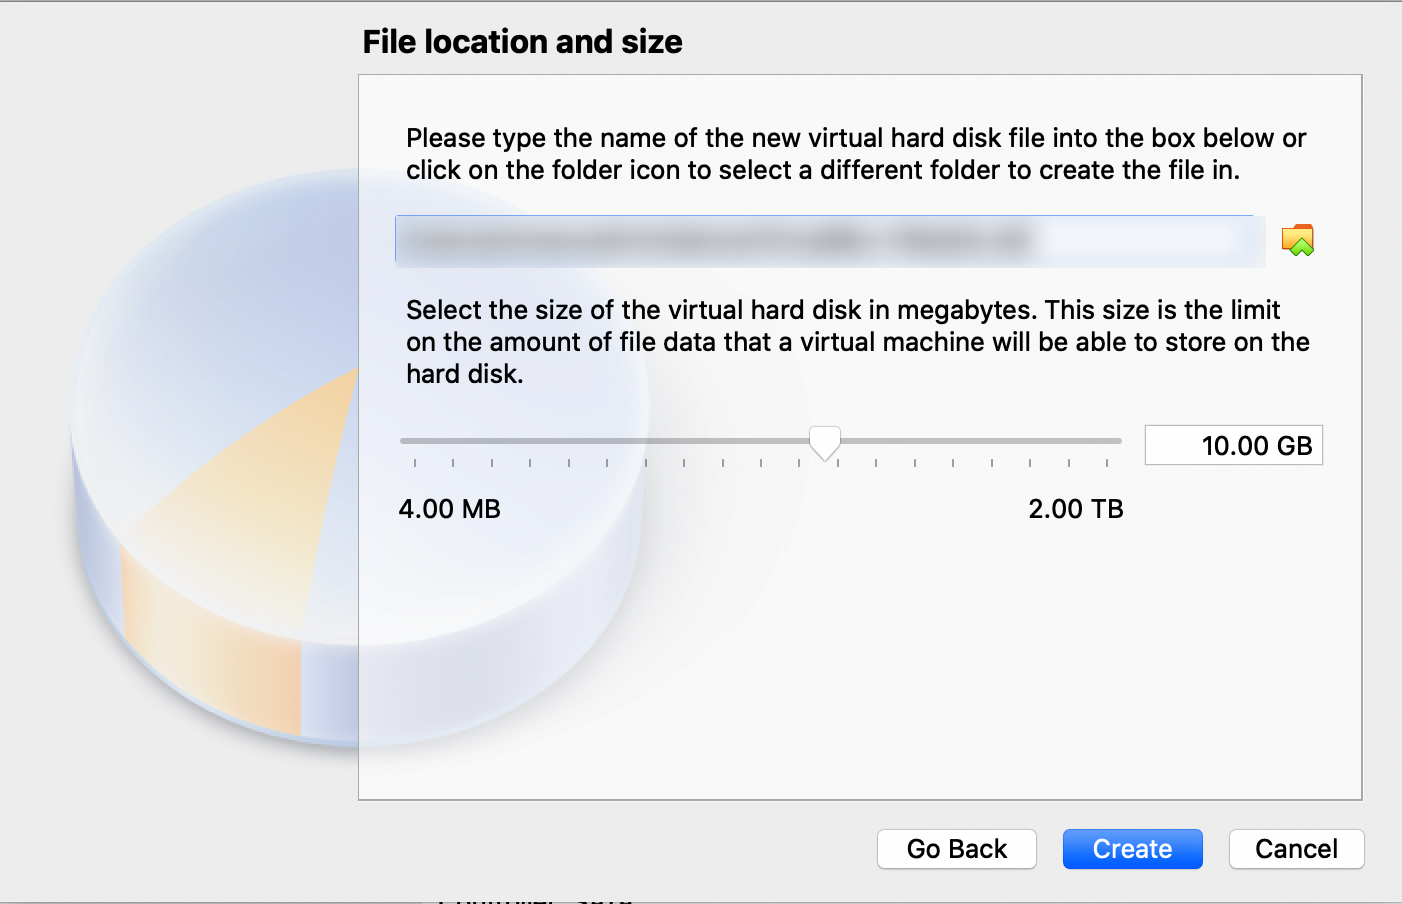 File location and size
Please type the name of the new virtual hard disk file into the box below or
click on the folder icon to select a different folder to create the file in.
Select the size of the virtual hard disk in megabytes. This size is the limit
on the amount of file data that a virtual machine will be able to store on the
hard disk.
10.00 GB
4.00 MB
2.00 TB
Go Back
Create
Cancel